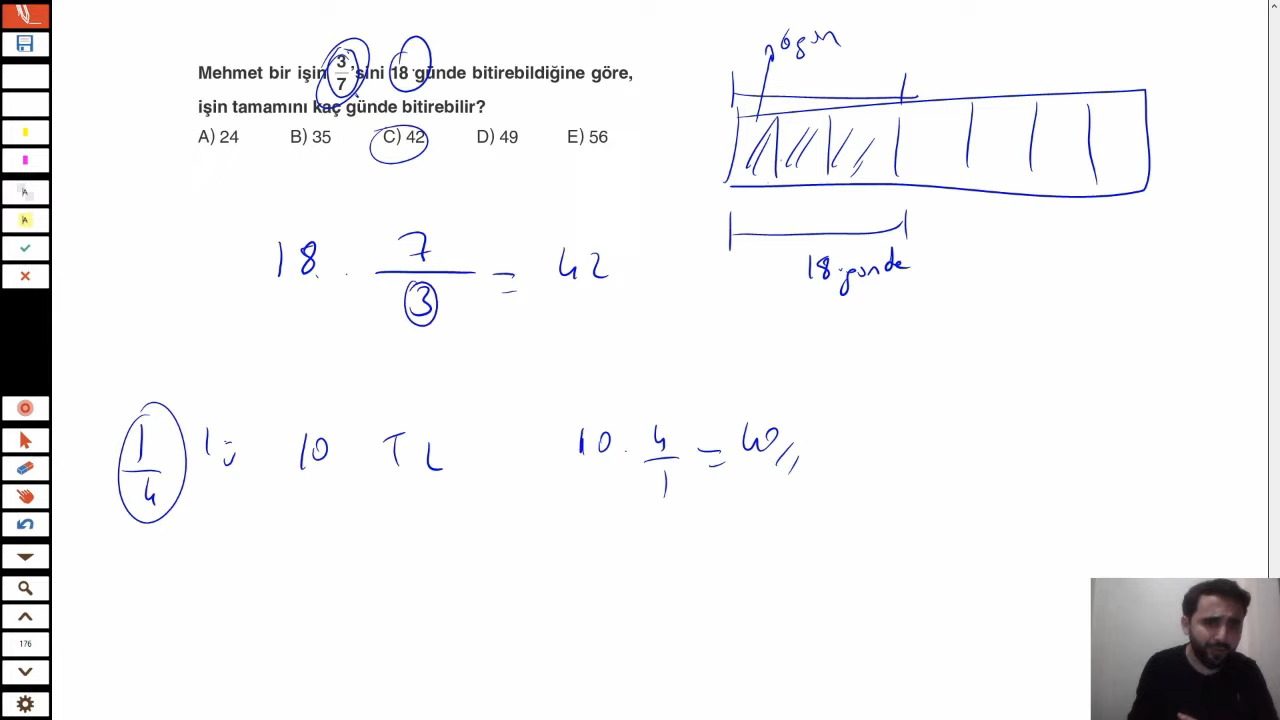 Mehmet bir işin 3/7'sini 18 günde bitirebildiğine göre,
işin tamamını kaç günde bitirebilir?
A) 24 B) 35 C) 42 D) 49 E) 56
6 gün
18 günde
18 . 7/3 = 42
1/4 'i = 10 TL 10 . 4/1 = 40
A
A
176